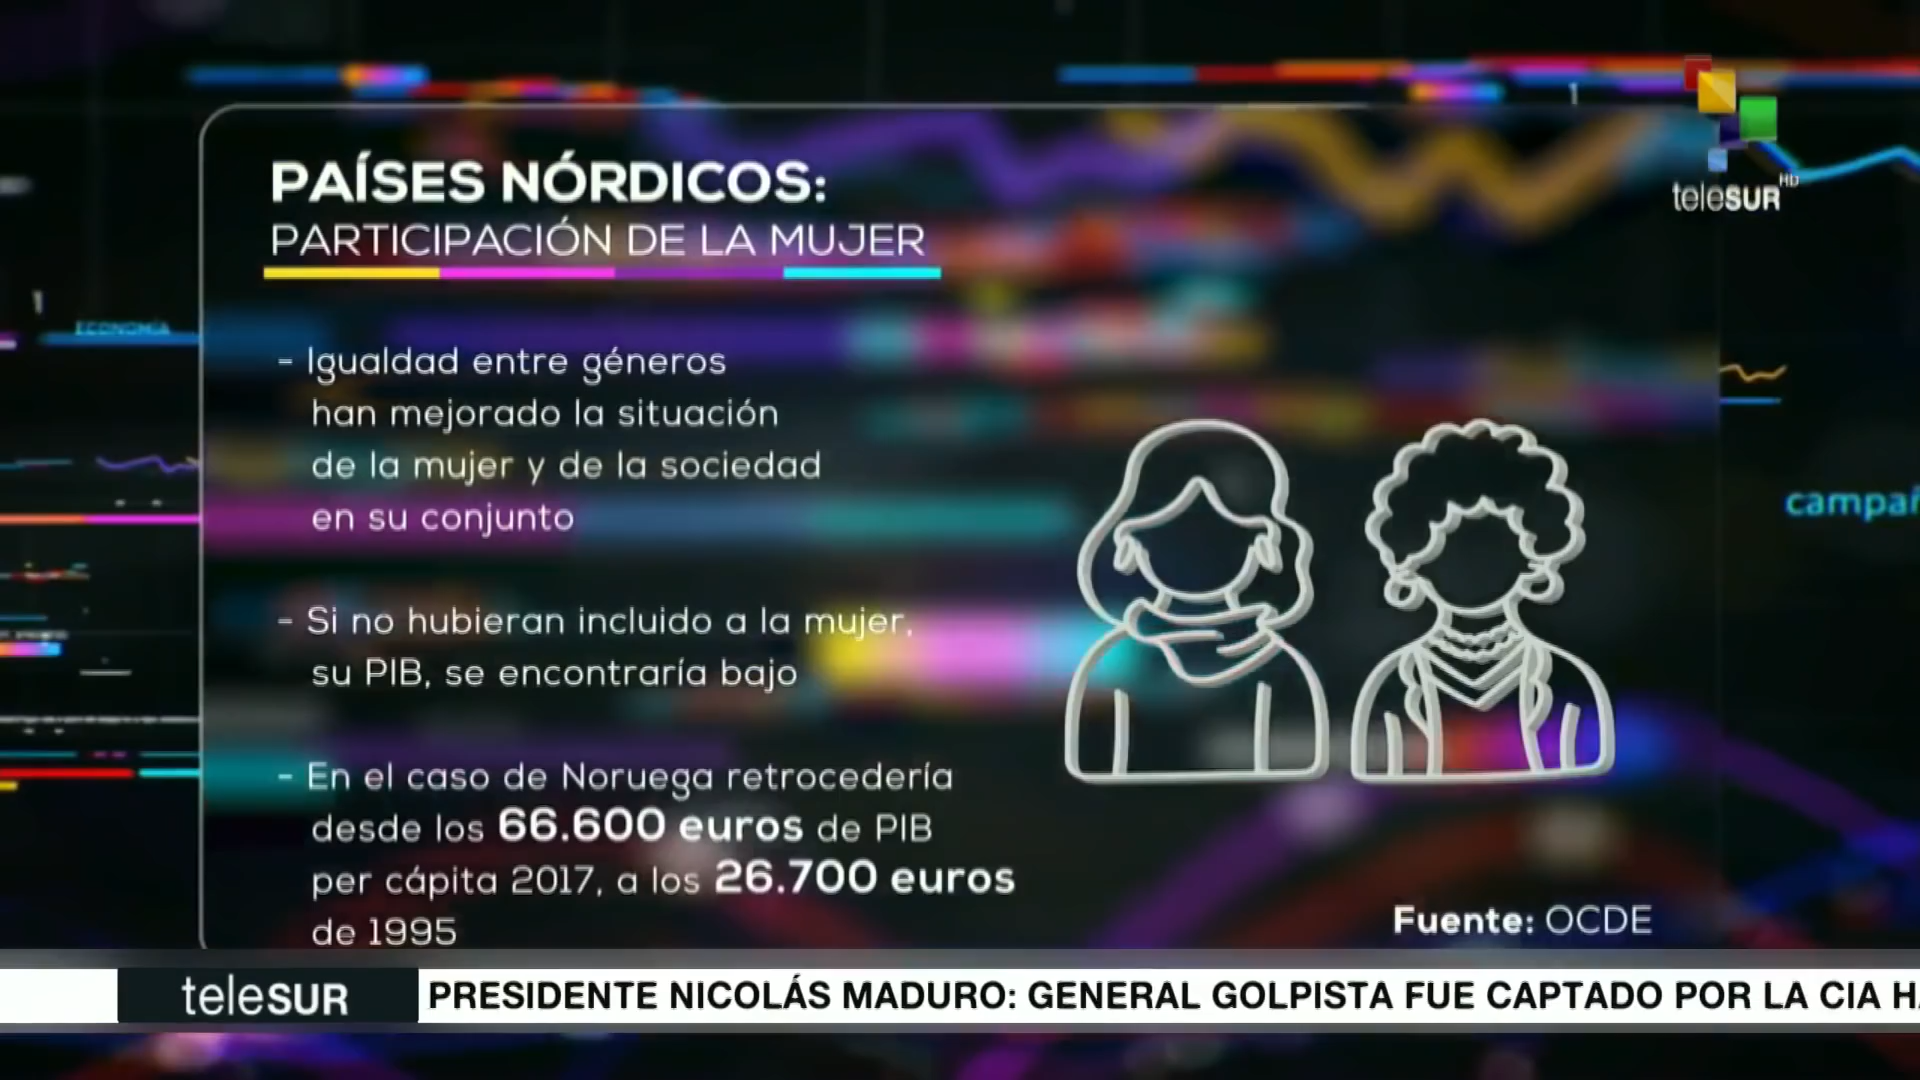 PAÍSES NÓRDICOS:
PARTICIPACIÓN DE LA MUJER
teleSUR HD
ECONOMÍA
- Igualdad entre géneros
han mejorado la situación
de la mujer y de la sociedad
en su conjunto
campañ
- Si no hubieran incluido a la mujer,
su PIB, se encontraría bajo
- En el caso de Noruega retrocedería
desde los 66.600 euros de PIB
per cápita 2017, a los 26.700 euros
de 1995
Fuente: OCDE
teleSUR
PRESIDENTE NICOLÁS MADURO: GENERAL GOLPISTA FUE CAPTADO POR LA CIA HA